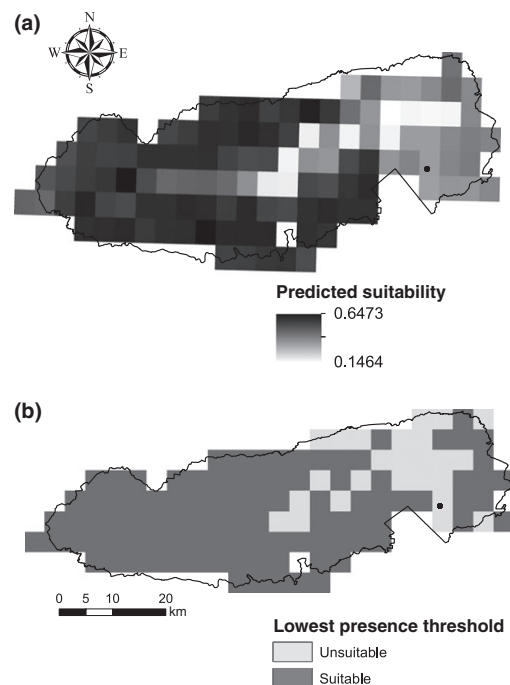 (a)
N
W E
S
Predicted suitability
0.6473
0.1464
(b)
0 5 10 20
km
Lowest presence threshold
Unsuitable
Suitable